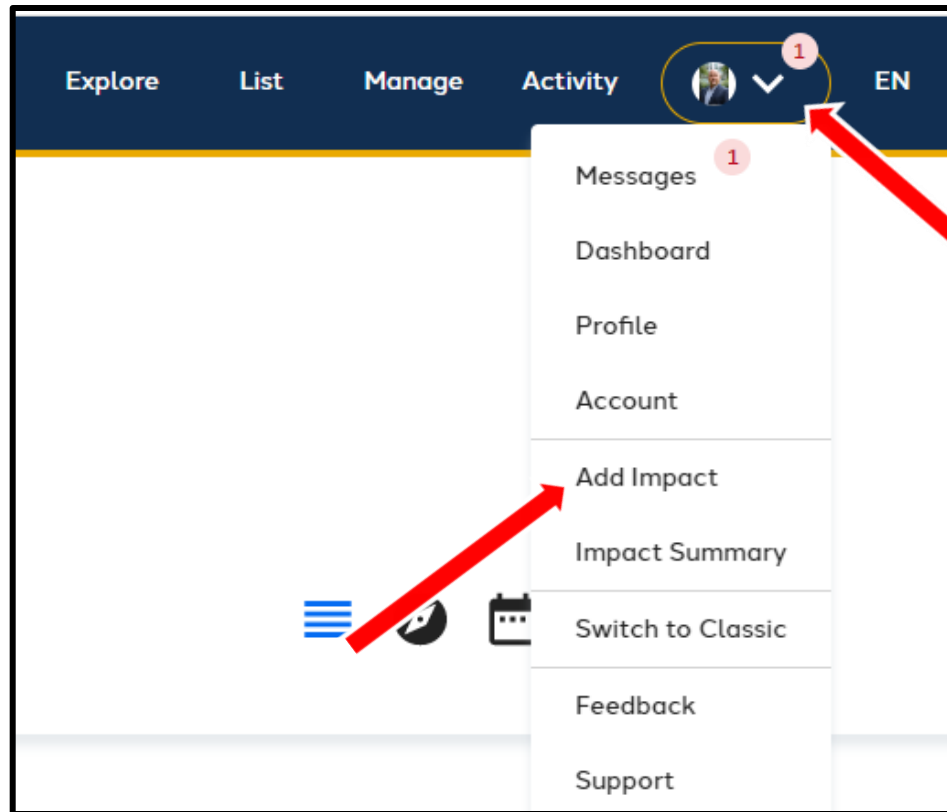 Explore List Manage Activity 1 EN
Messages 1
Dashboard
Profile
Account
Add Impact
Impact Summary
Switch to Classic
Feedback
Support